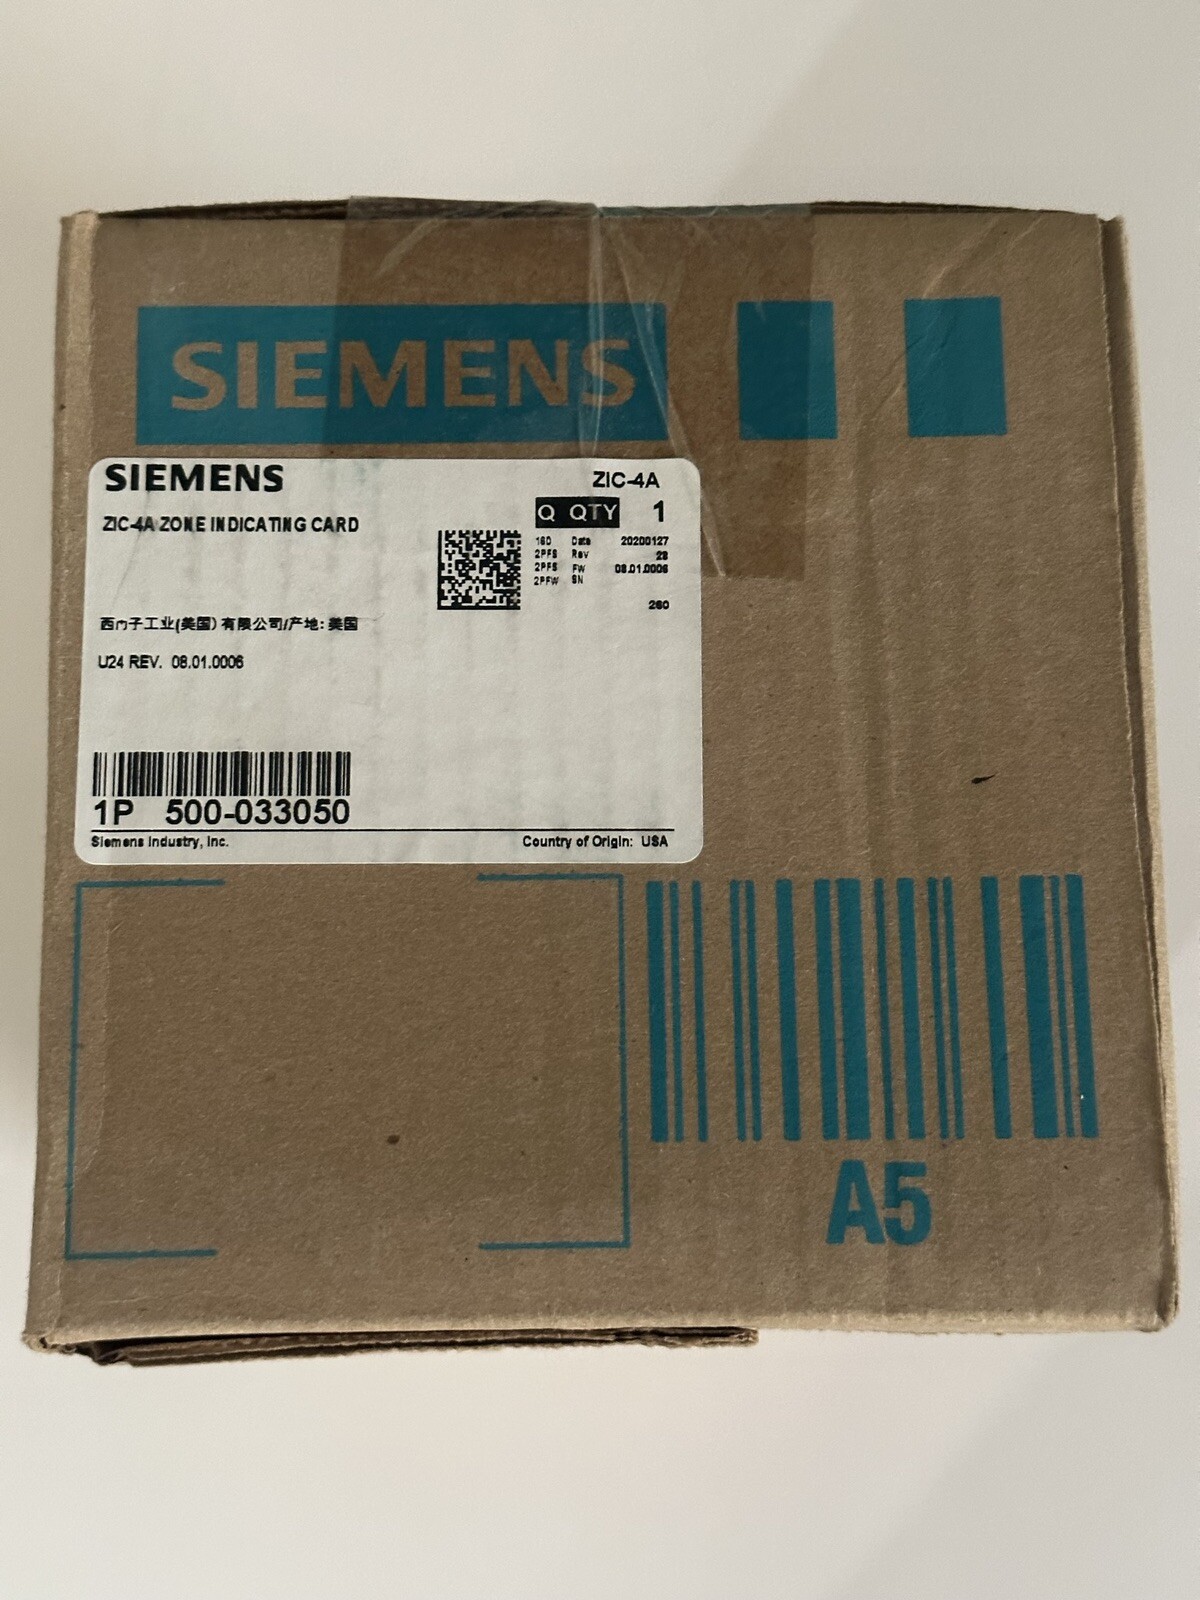 SIEMENS
SIEMENS
ZIC-4A
ZIC-4A ZONE INDICATING CARD
Q QTY 1
16D Date 20200127
2PFS Rev 28
2PFS FW 08.01.0006
2PFW SN
260
西门子工业(美国)有限公司/产地: 美国
U24 REV. 08.01.0006
1P 500-033050
Siemens Industry, Inc.
Country of Origin: USA
A5